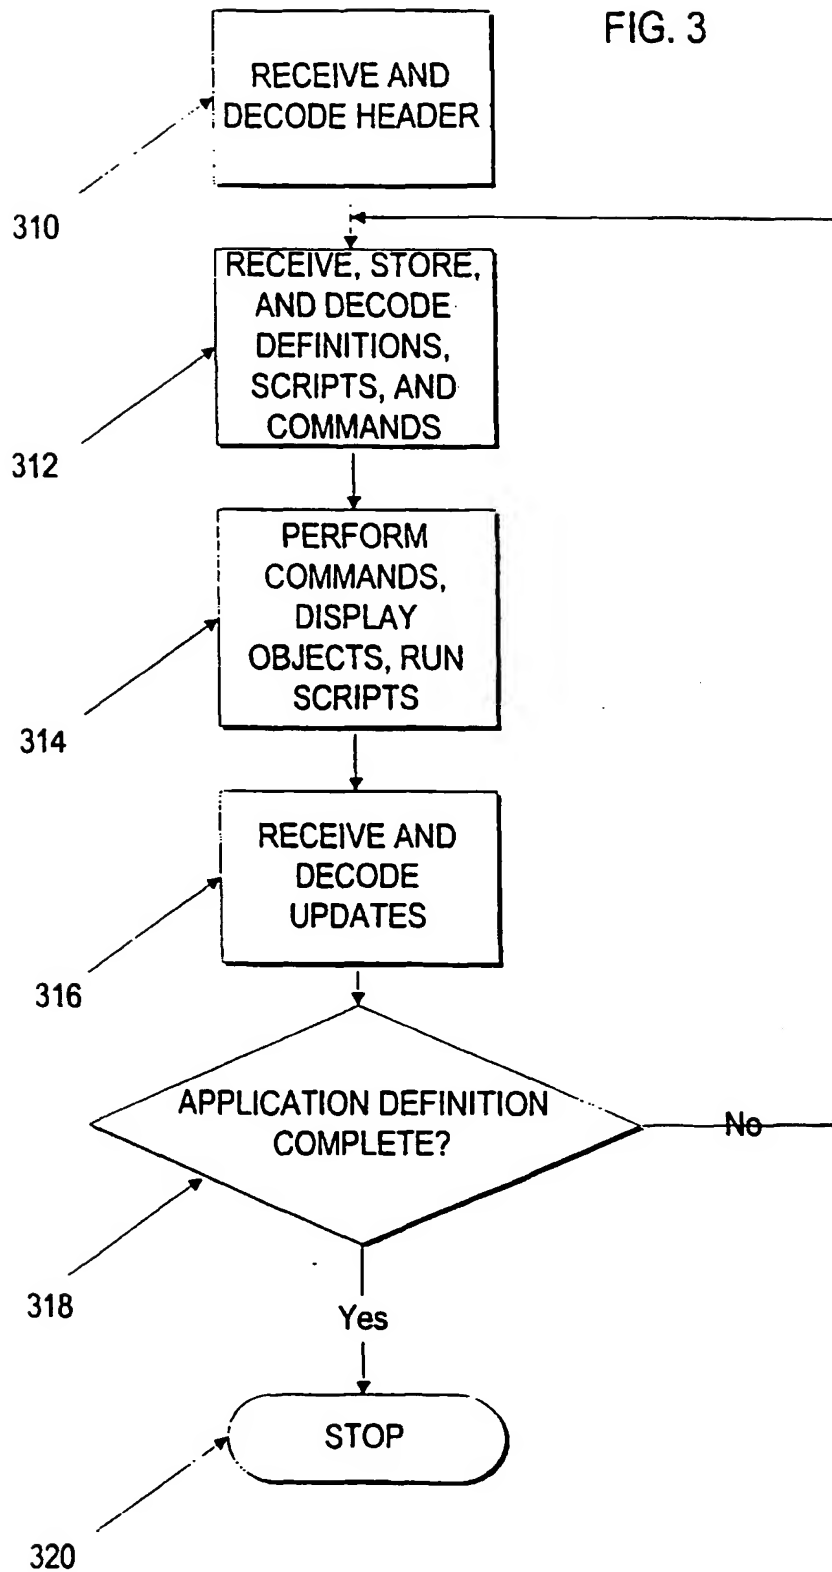 FIG. 3
RECEIVE AND
DECODE HEADER
310
RECEIVE, STORE,
AND DECODE
DEFINITIONS,
SCRIPTS, AND
COMMANDS
312
PERFORM
COMMANDS,
DISPLAY
OBJECTS, RUN
SCRIPTS
314
RECEIVE AND
DECODE
UPDATES
316
APPLICATION DEFINITION
COMPLETE?
No
318
Yes
STOP
320